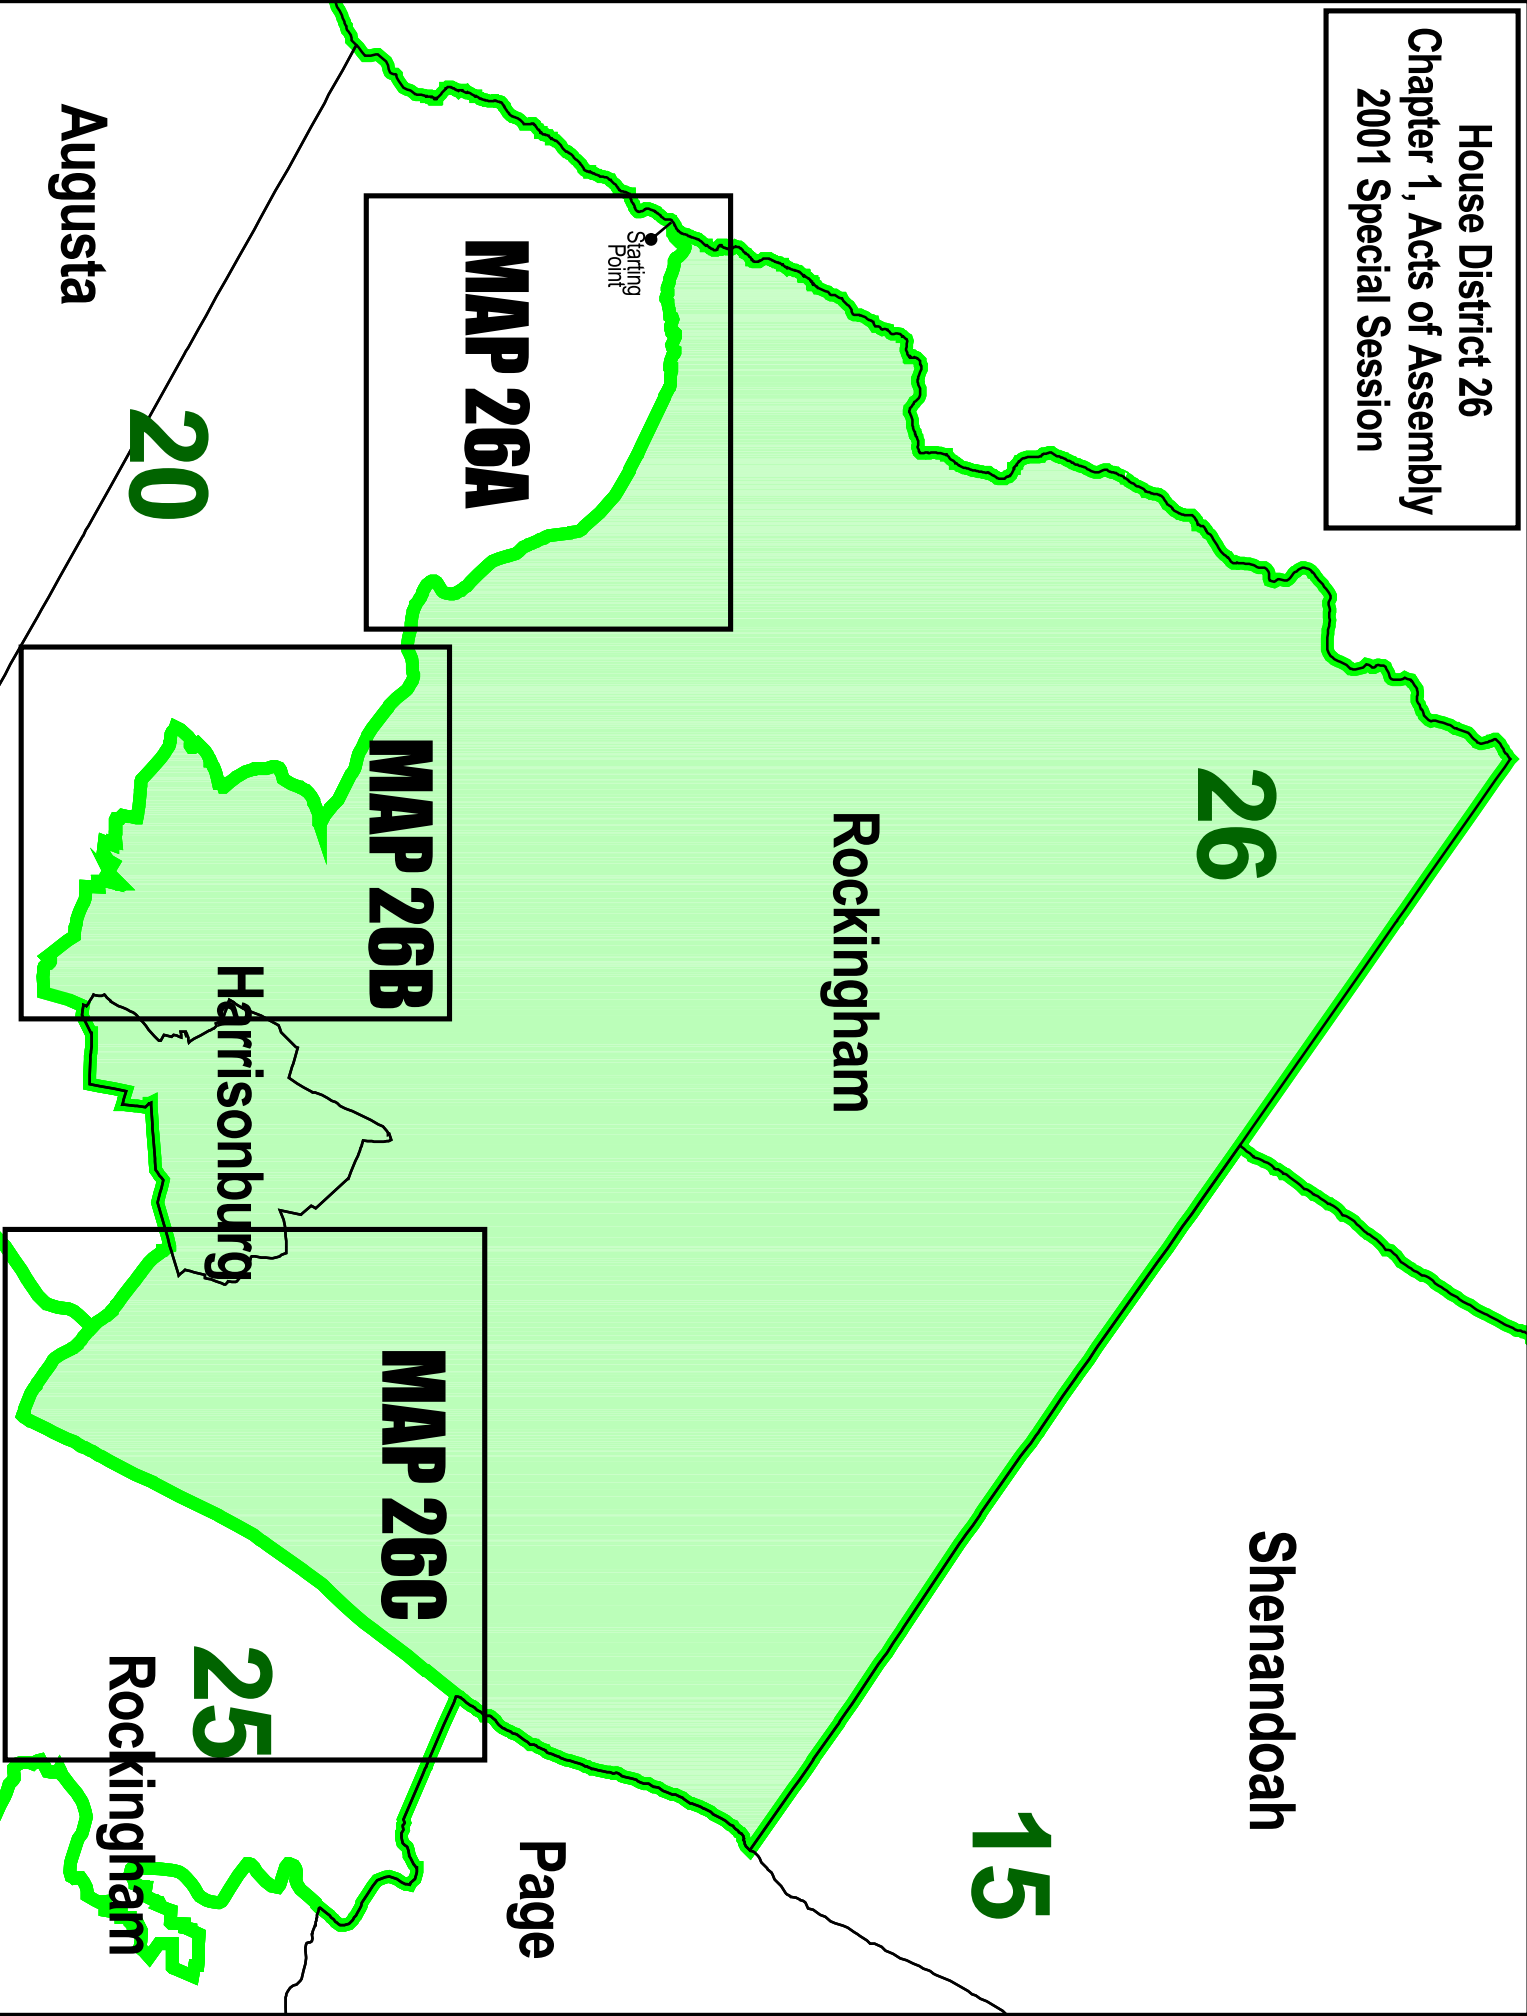 House District 26
Chapter 1, Acts of Assembly
2001 Special Session
Shenandoah
15
26
Rockingham
Page
Starting
Point
MAP 26A
MAP 26B
MAP 26C
Harrisonburg
20
25
Augusta
Rockingham